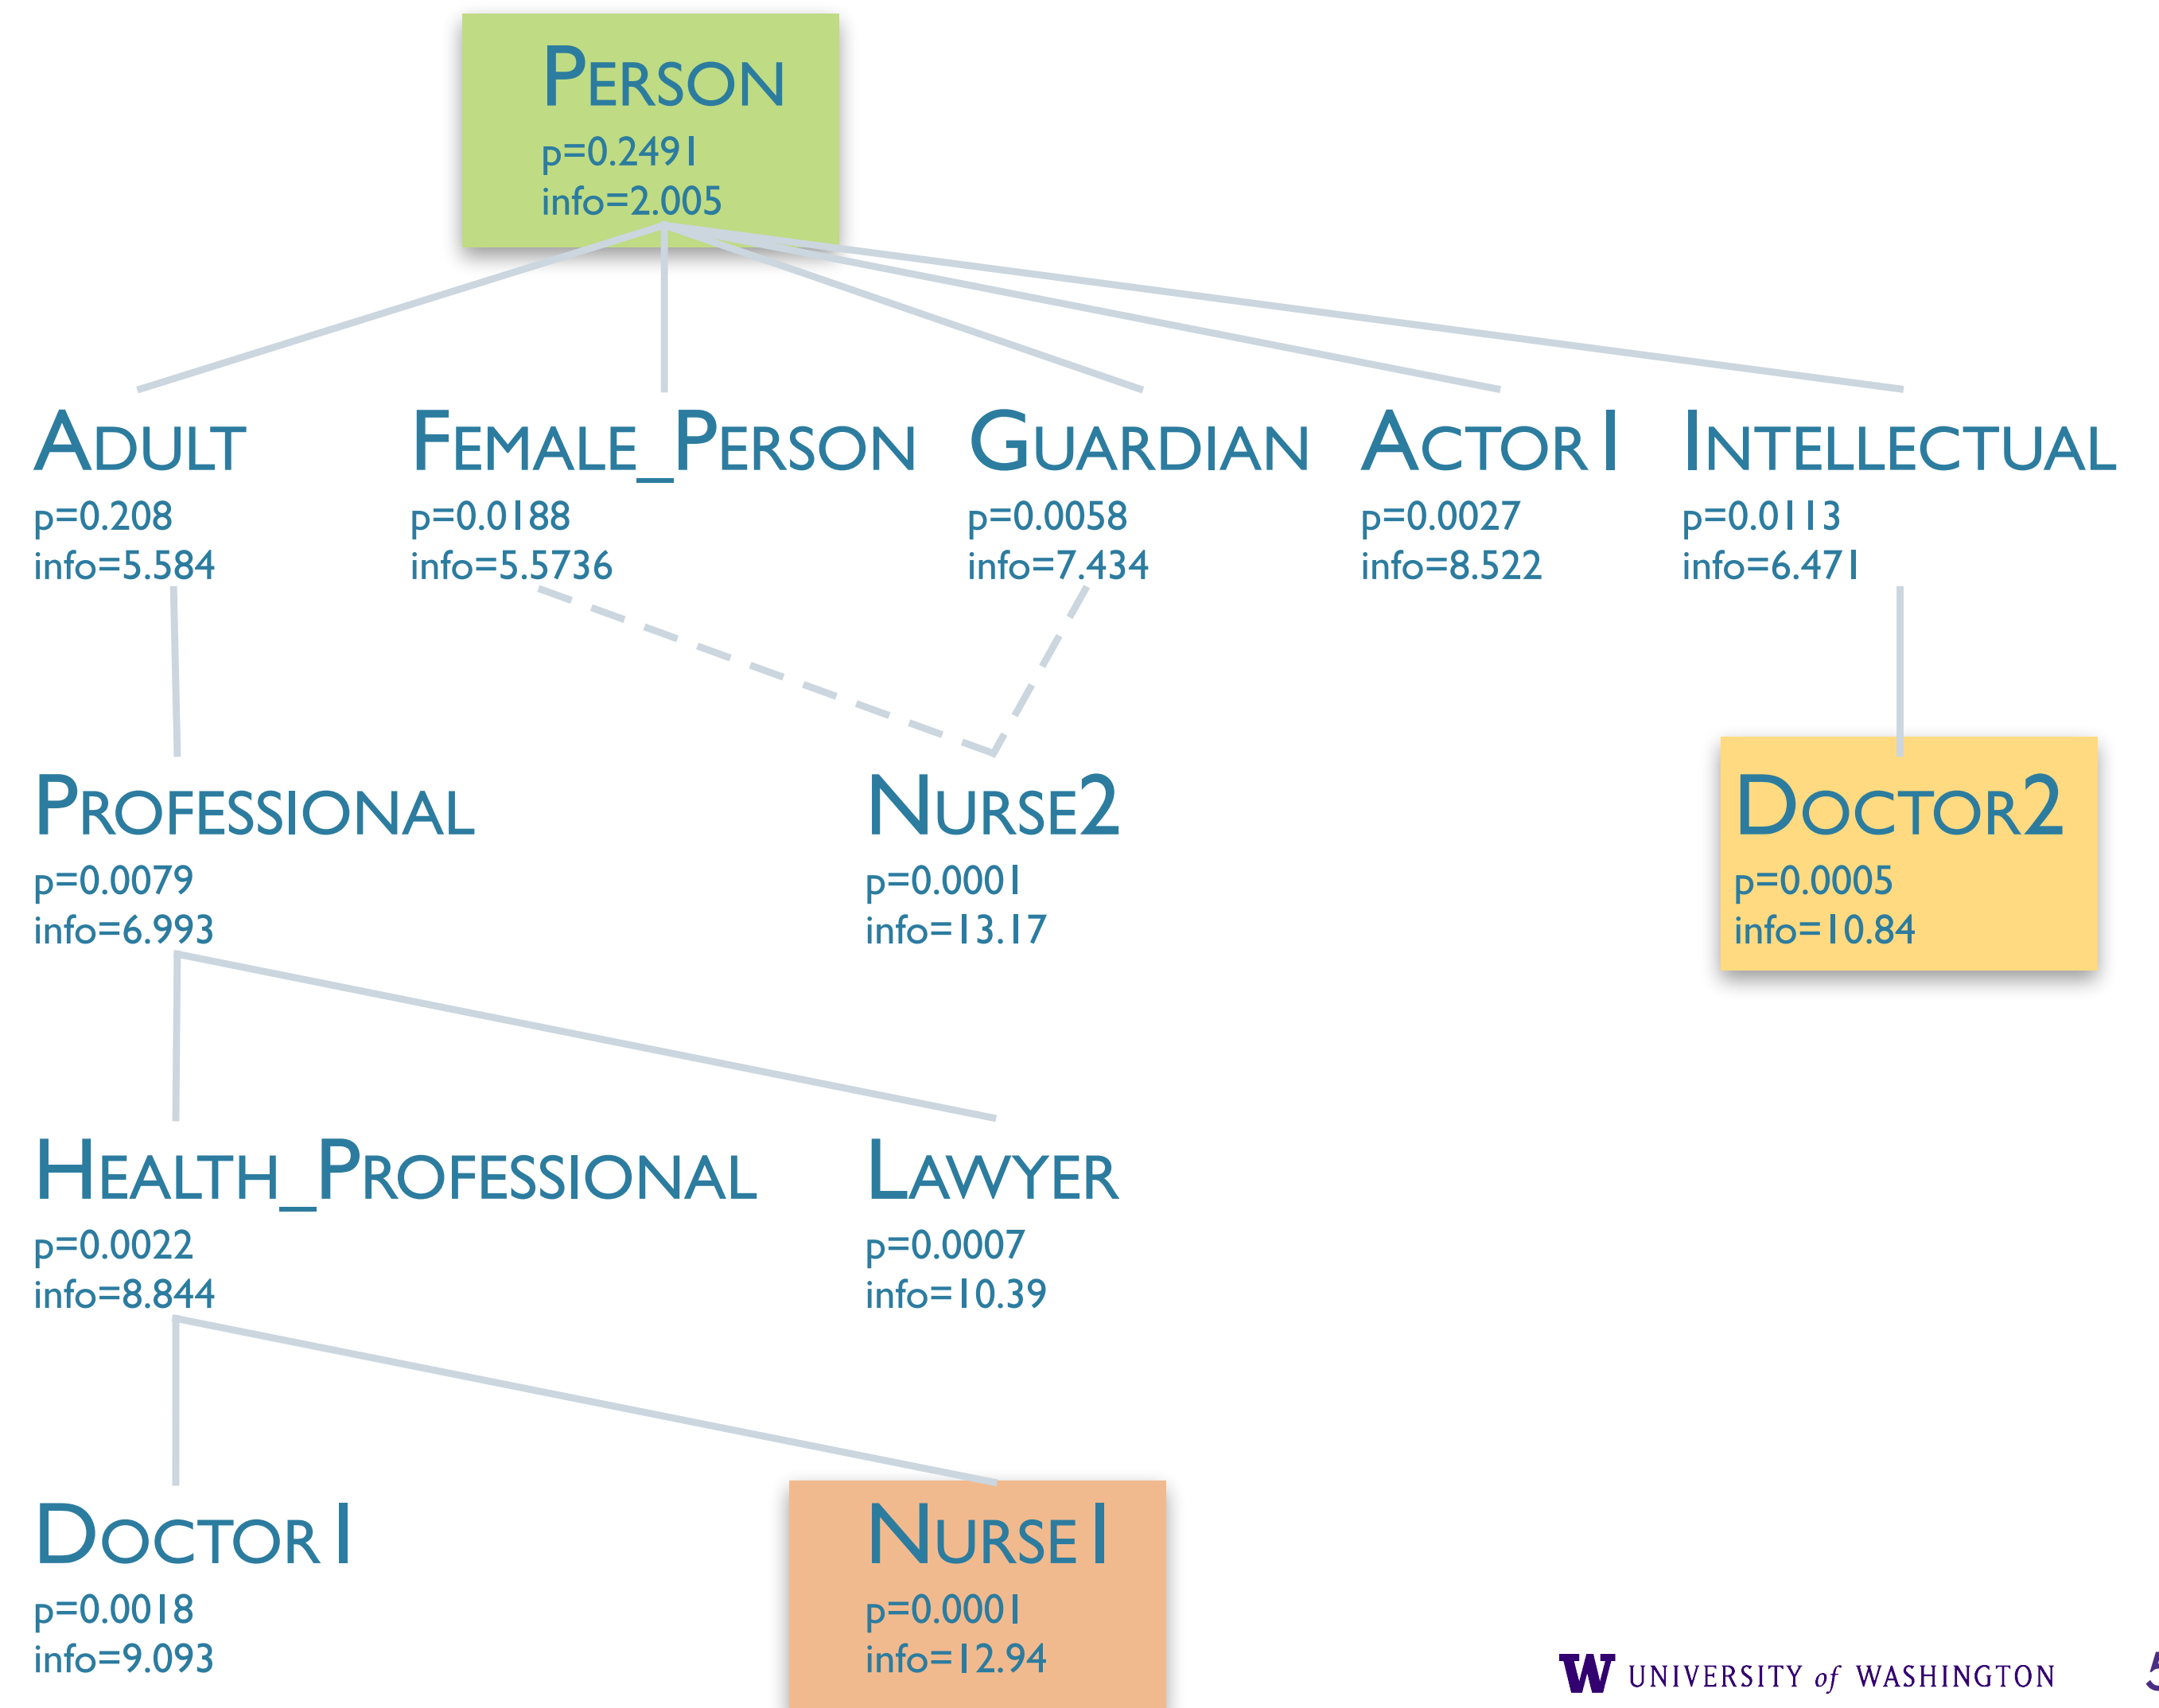 PERSON
p=0.2491
info=2.005
ADULT
p=0.208
info=5.584
FEMALE_PERSON
p=0.0188
info=5.5736
GUARDIAN
p=0.0058
info=7.434
ACTOR1
p=0.0027
info=8.522
INTELLECTUAL
p=0.0113
info=6.471
PROFESSIONAL
p=0.0079
info=6.993
NURSE2
p=0.0001
info=13.17
DOCTOR2
p=0.0005
info=10.84
HEALTH_PROFESSIONAL
p=0.0022
info=8.844
LAWYER
p=0.0007
info=10.39
DOCTOR1
p=0.0018
info=9.093
NURSE1
p=0.0001
info=12.94
W UNIVERSITY of WASHINGTON